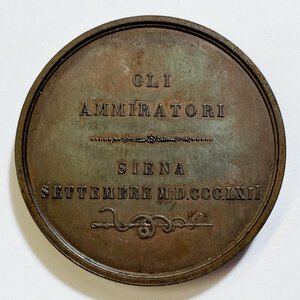 GLI
AMMIRATORI
SIENA
SETTEMBRE M.D.CCC.LXII